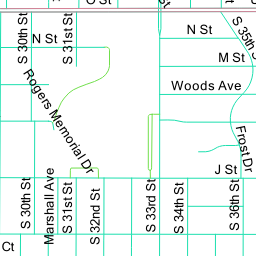 O St
S 30th St
S 31st St
N St
N St
S 35th St
M St
Woods Ave
Rogers Memorial Dr
Frost Dr
J St
S 30th St
Marshall Ave
S 31st St
S 32nd St
S 33rd St
S 34th St
S 36th St
Ct